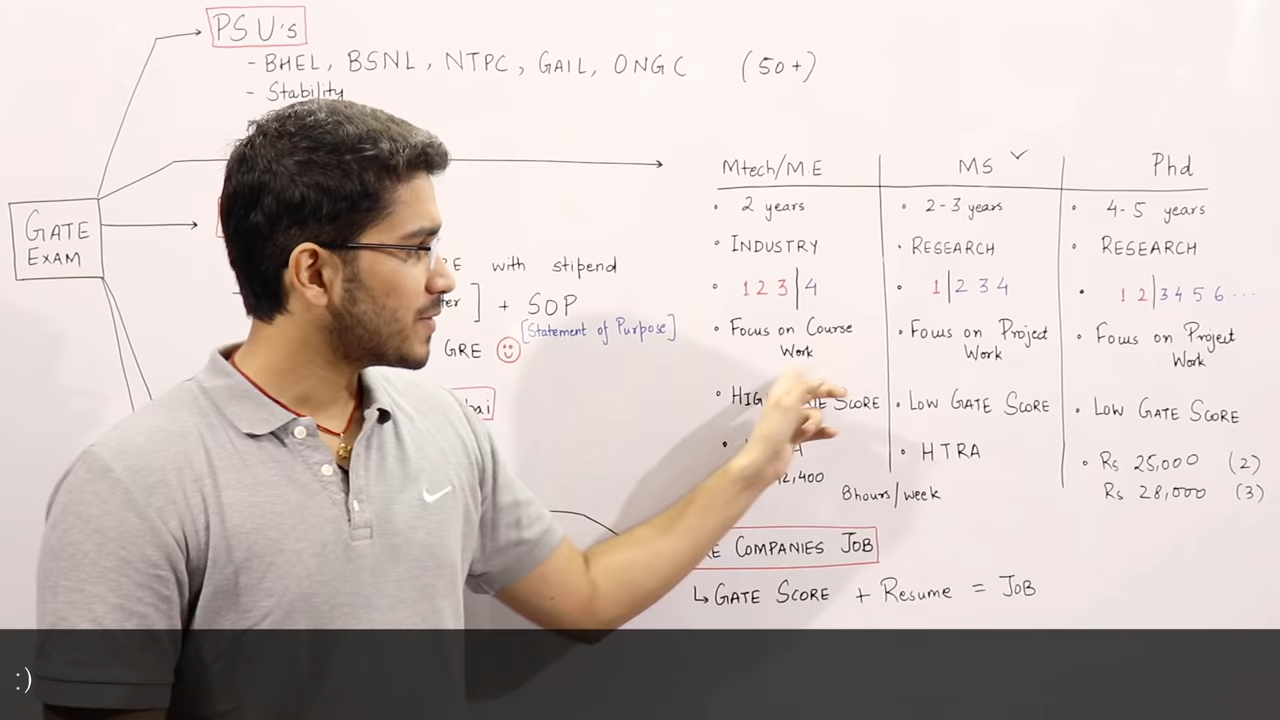 PSU's
- BHEL, BSNL, NTPC, GAIL, ONGC (50+)
- Stability
GATE
EXAM
with stipend
] + SOP
[Statement of Purpose]
GRE
Mtech/M.E
• 2 years
• INDUSTRY
• 1 2 3 | 4
• Focus on Course
Work
SCORE
12,400
MS ✓
• 2-3 years
• RESEARCH
• 1 | 2 3 4
• Focus on Project
Work
• LOW GATE SCORE
• HTRA
8hours/week
Phd
• 4-5 years
• RESEARCH
• 1 2 | 3 4 5 6 ...
• Focus on Project
Work
• LOW GATE SCORE
• Rs 25,000 (2)
Rs 28,000 (3)
COMPANIES JOB
↳ GATE SCORE + Resume = JOB
:)